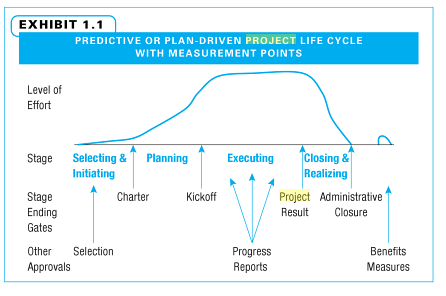 EXHIBIT 1.1
PREDICTIVE OR PLAN-DRIVEN PROJECT LIFE CYCLE
WITH MEASUREMENT POINTS
Level of
Effort
Stage
Selecting &
Initiating
Planning
Executing
Closing &
Realizing
Stage
Ending
Gates
Charter
Kickoff
Project
Result
Administrative
Closure
Other
Approvals
Selection
Progress
Reports
Benefits
Measures